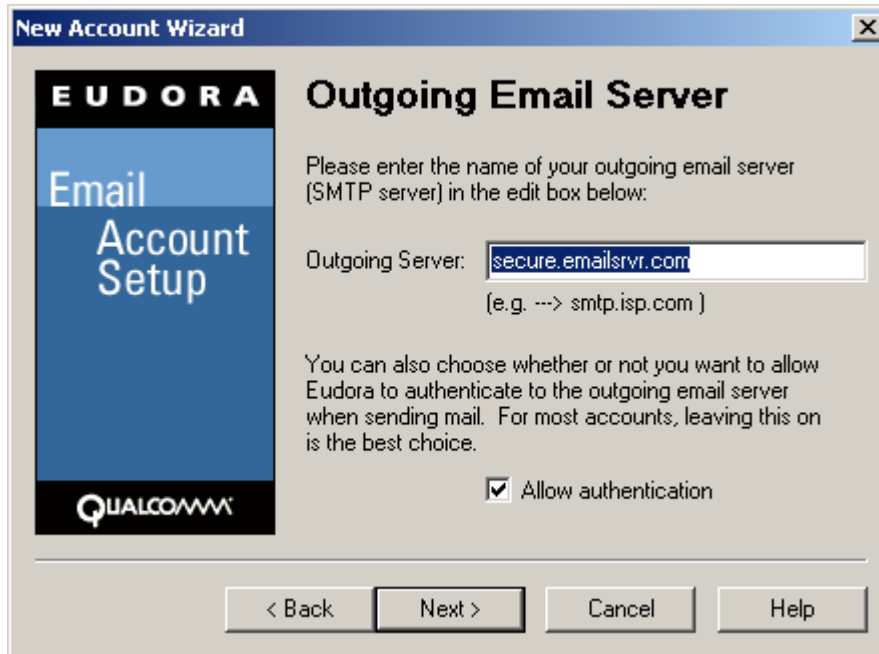 New Account Wizard
EUDORA
Email
Account
Setup
QUALCOMM
Outgoing Email Server
Please enter the name of your outgoing email server
(SMTP server) in the edit box below:
Outgoing Server: secure.emailsrvr.com
(e.g. ---> smtp.isp.com )
You can also choose whether or not you want to allow
Eudora to authenticate to the outgoing email server
when sending mail.  For most accounts, leaving this on
is the best choice.
Allow authentication
< Back Next > Cancel Help